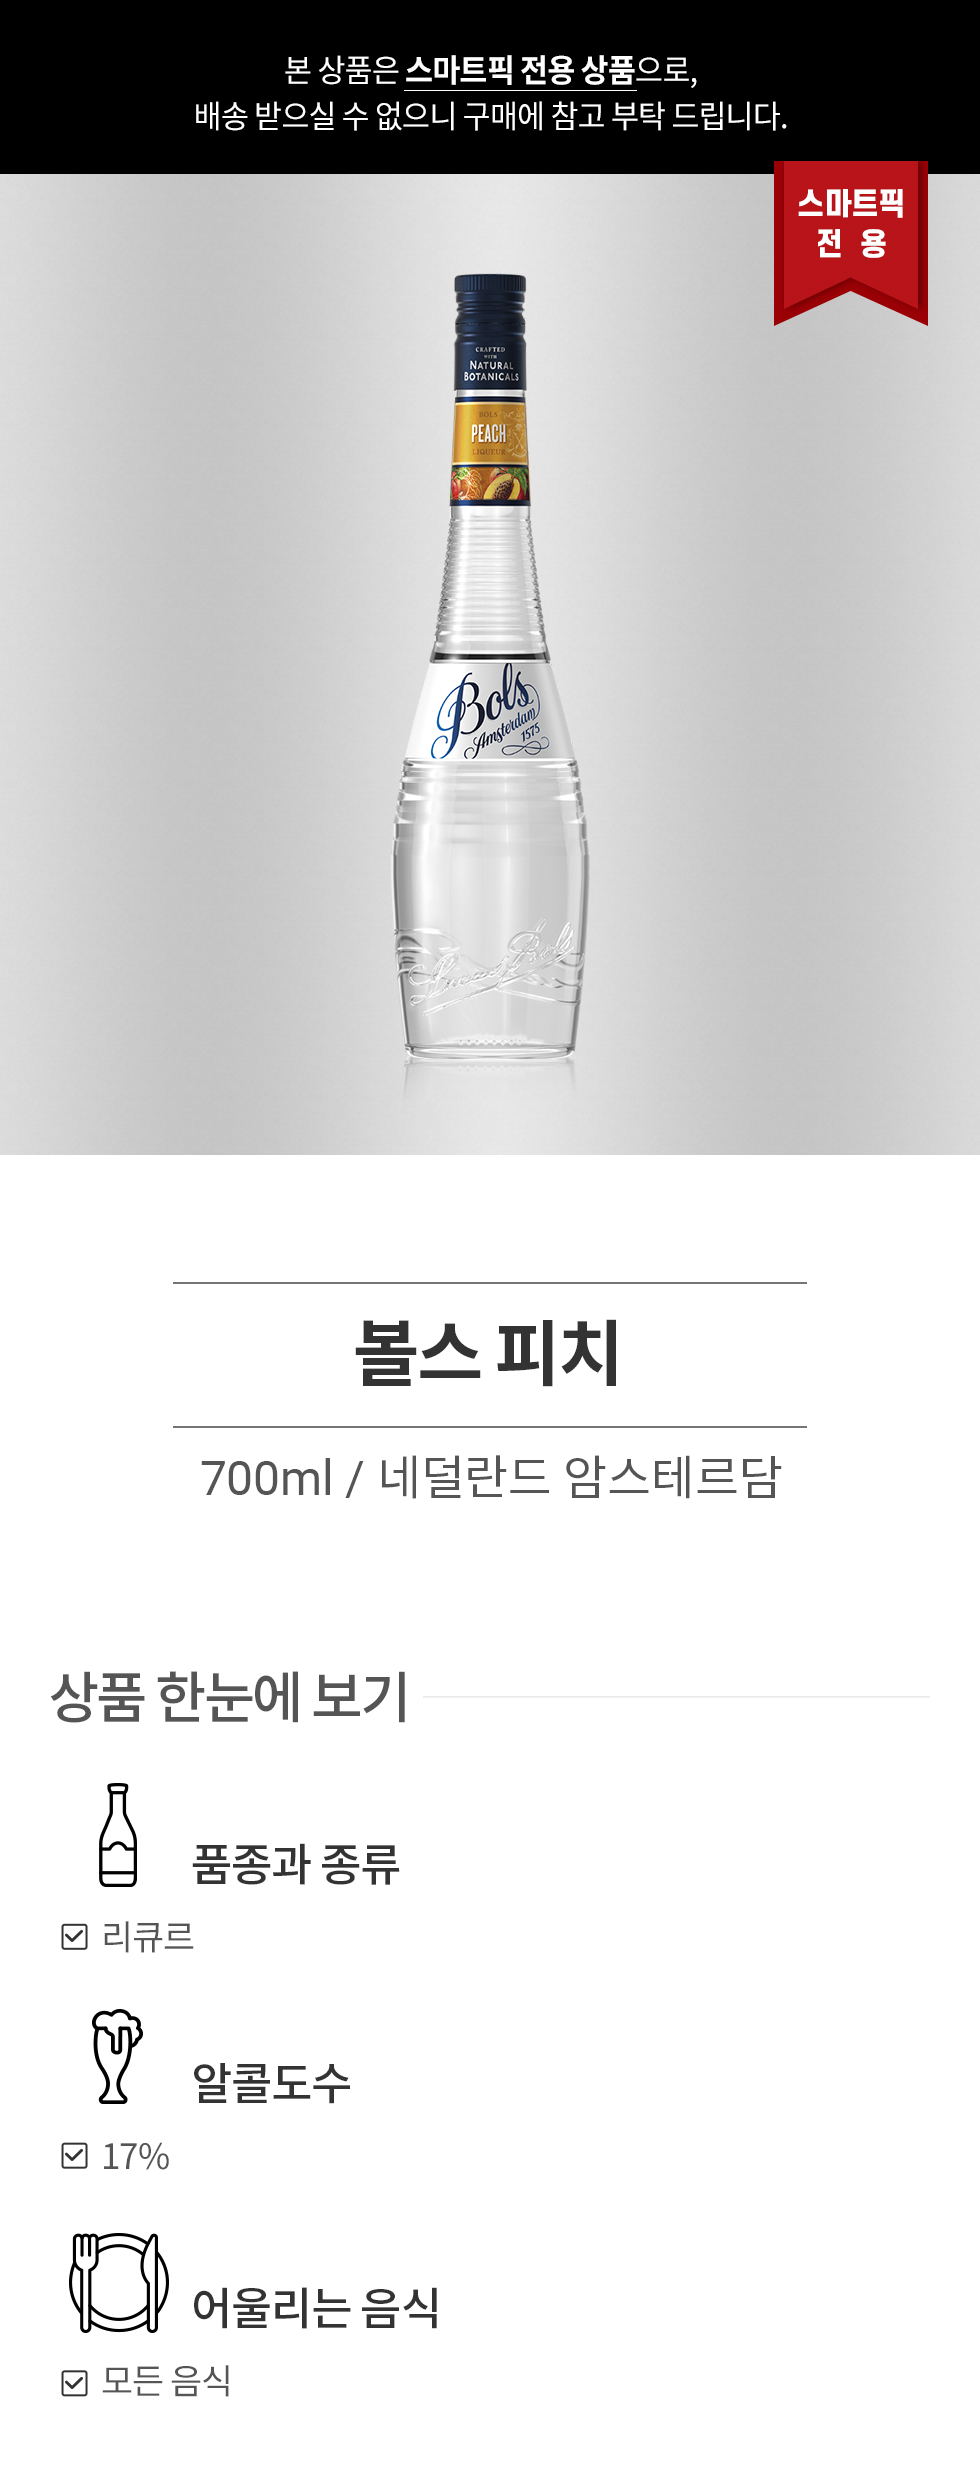 본 상품은 스마트픽 전용 상품으로,
배송 받으실 수 없으니 구매에 참고 부탁 드립니다.
스마트픽
전 용
CRAFTED
WITH
NATURAL
BOTANICALS
BOLS
PEACH
LIQUEUR
Bols
Amsterdam
1575
Lucas Bols
볼스 피치
700ml / 네덜란드 암스테르담
상품 한눈에 보기
품종과 종류
리큐르
알콜도수
17%
어울리는 음식
모든 음식